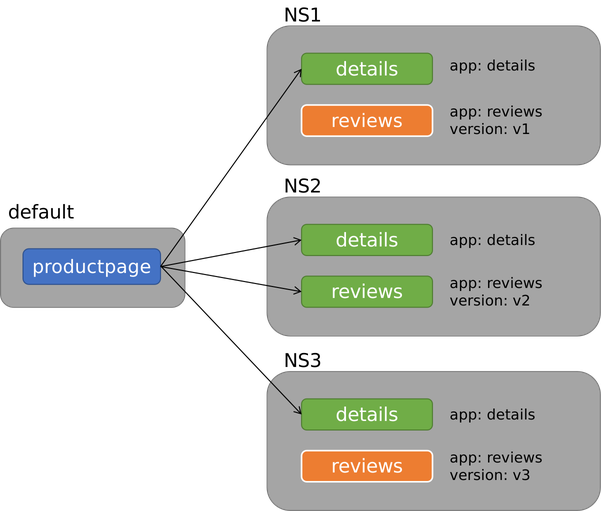 NS1
details
app: details
reviews
app: reviews
version: v1
NS2
default
details
app: details
productpage
reviews
app: reviews
version: v2
NS3
details
app: details
reviews
app: reviews
version: v3